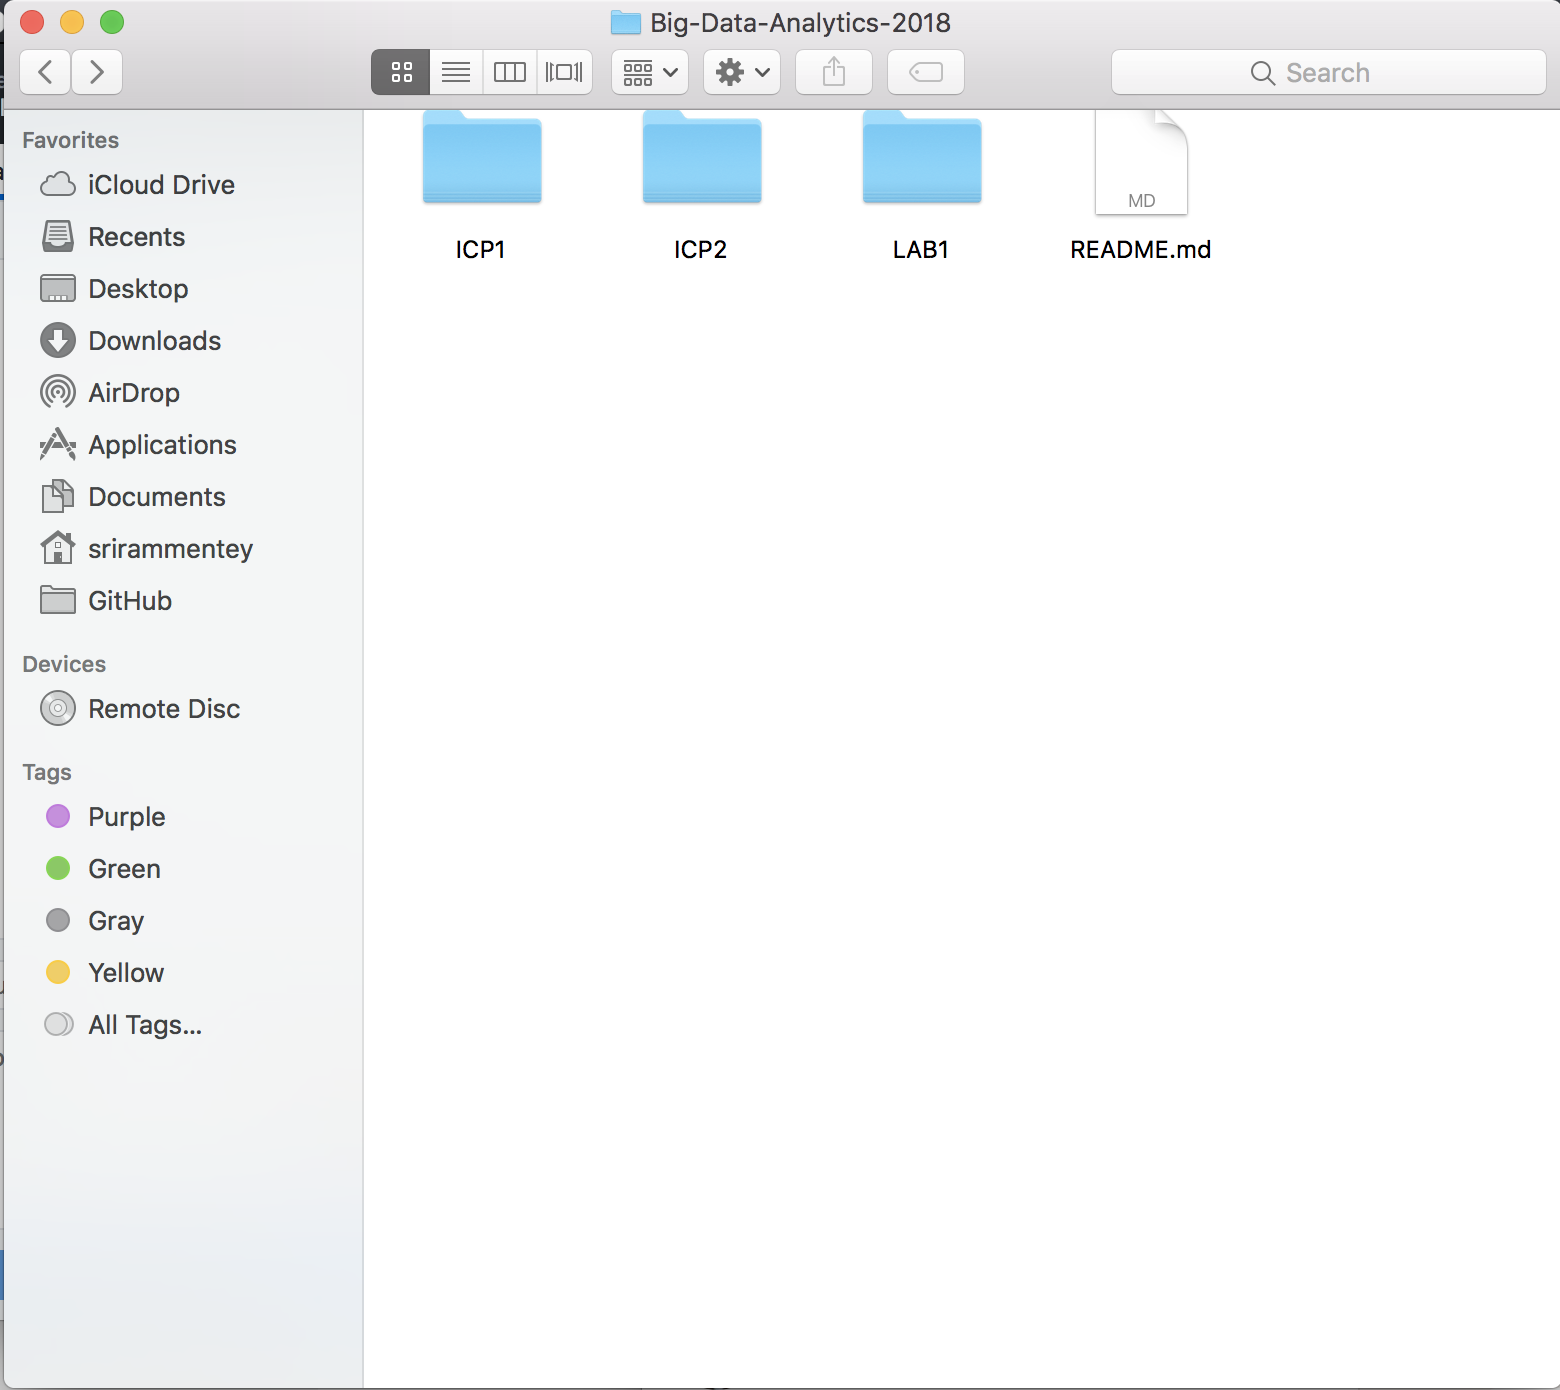 Big-Data-Analytics-2018
Search
Favorites
iCloud Drive
Recents
Desktop
Downloads
AirDrop
Applications
Documents
srirammentey
GitHub
Devices
Remote Disc
Tags
Purple
Green
Gray
Yellow
All Tags...
MD
ICP1 ICP2 LAB1 README.md